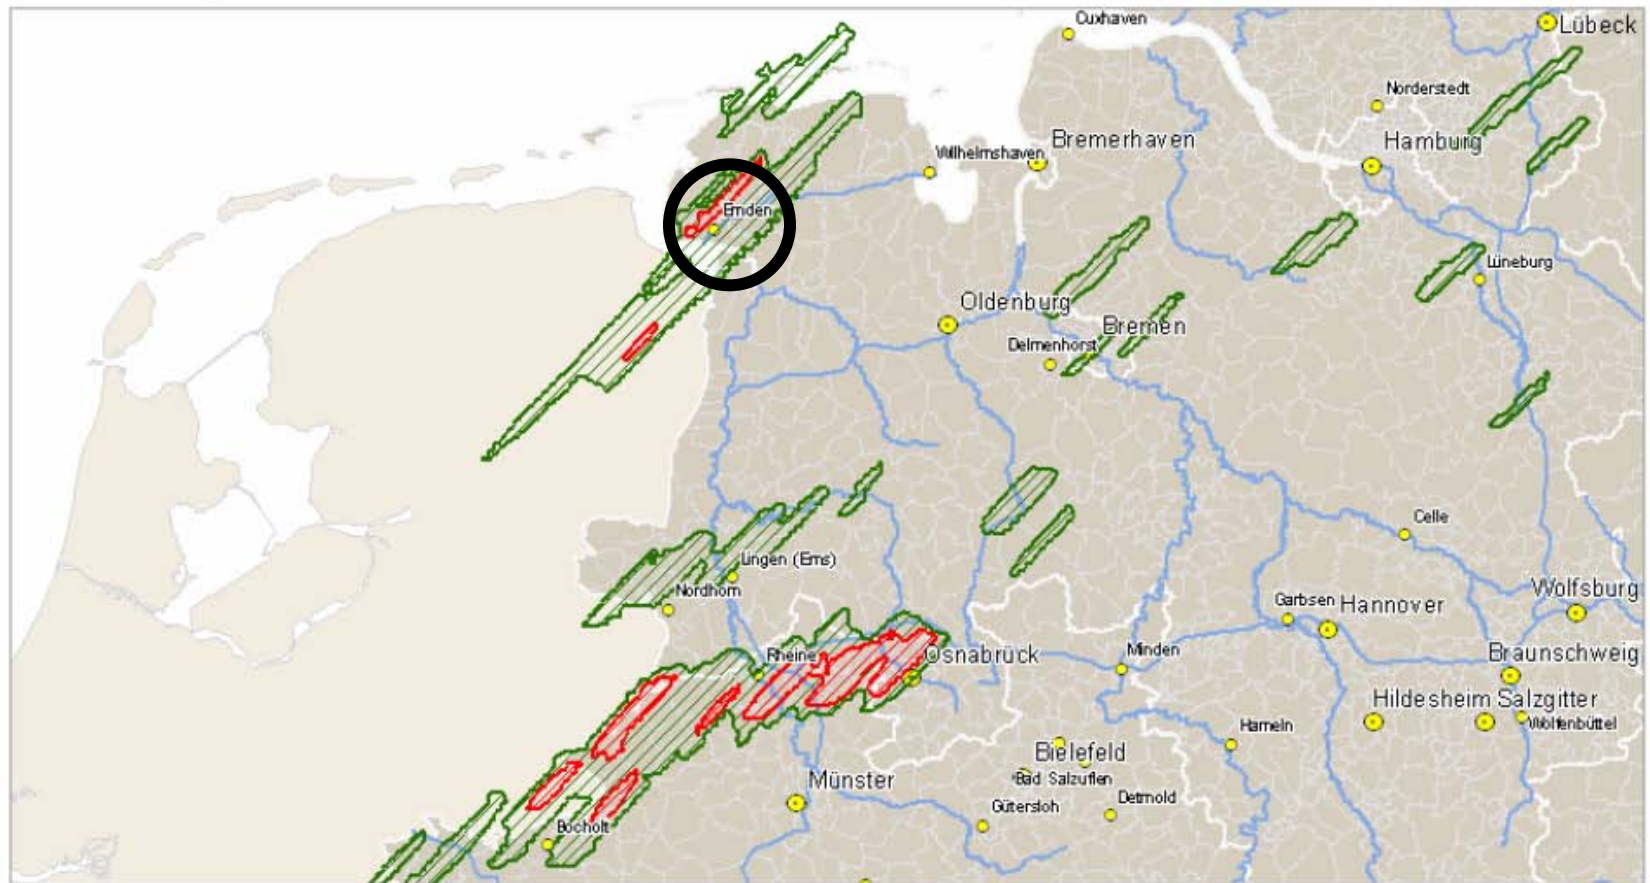 Cuxhaven
Lübeck
Norderstedt
Hamburg
Bremerhaven
Wilhelmshaven
Emden
Lüneburg
Oldenburg
Bremen
Delmenhorst
Celle
Lingen (Ems)
Nordhorn
Wolfsburg
Garbsen
Hannover
Rheine
Osnabrück
Minden
Braunschweig
Hildesheim
Salzgitter
Wolfenbüttel
Hameln
Bielefeld
Bad Salzuflen
Münster
Detmold
Gütersloh
Bocholt